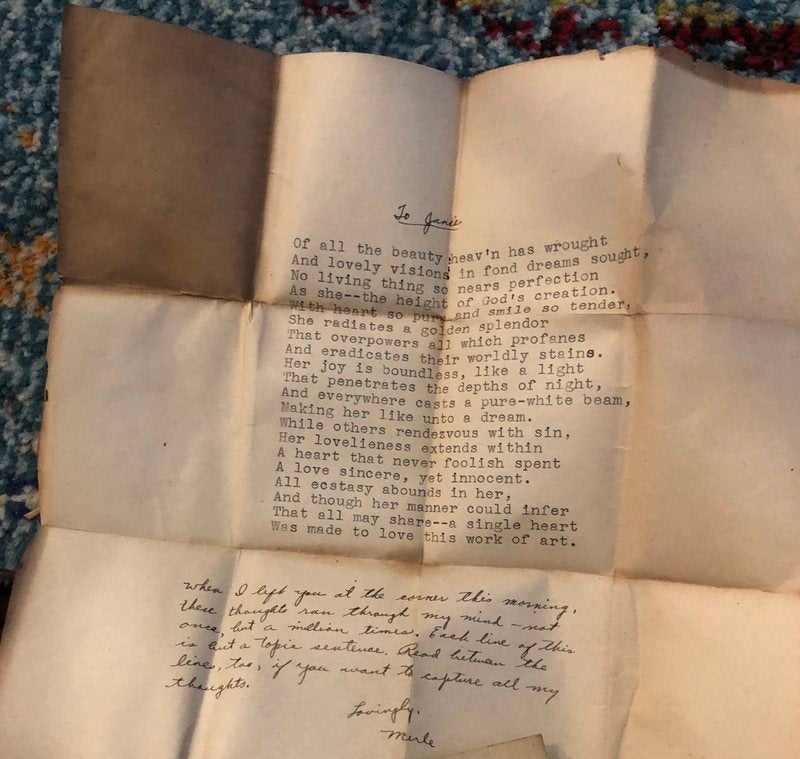 To Janie
Of all the beauty heav'n has wrought
And lovely visions in fond dreams sought,
No living thing so nears perfection
As she--the height of God's creation.
With heart so pure and smile so tender,
She radiates a golden splendor
That overpowers all which profanes
And eradicates their worldly stains.
Her joy is boundless, like a light
That penetrates the depths of night,
And everywhere casts a pure-white beam,
Making her like unto a dream.
While others rendezvous with sin,
Her lovelieness extends within
A heart that never foolish spent
A love sincere, yet innocent.
All ecstasy abounds in her,
And though her manner could infer
That all may share--a single heart
Was made to love this work of art.
When I left you at the corner this morning,
these thoughts ran through my mind – not
once, but a million times. Each line of this
is but a topic sentence. Read between the
lines, too, if you want to capture all my
thoughts.
Lovingly,
Merle